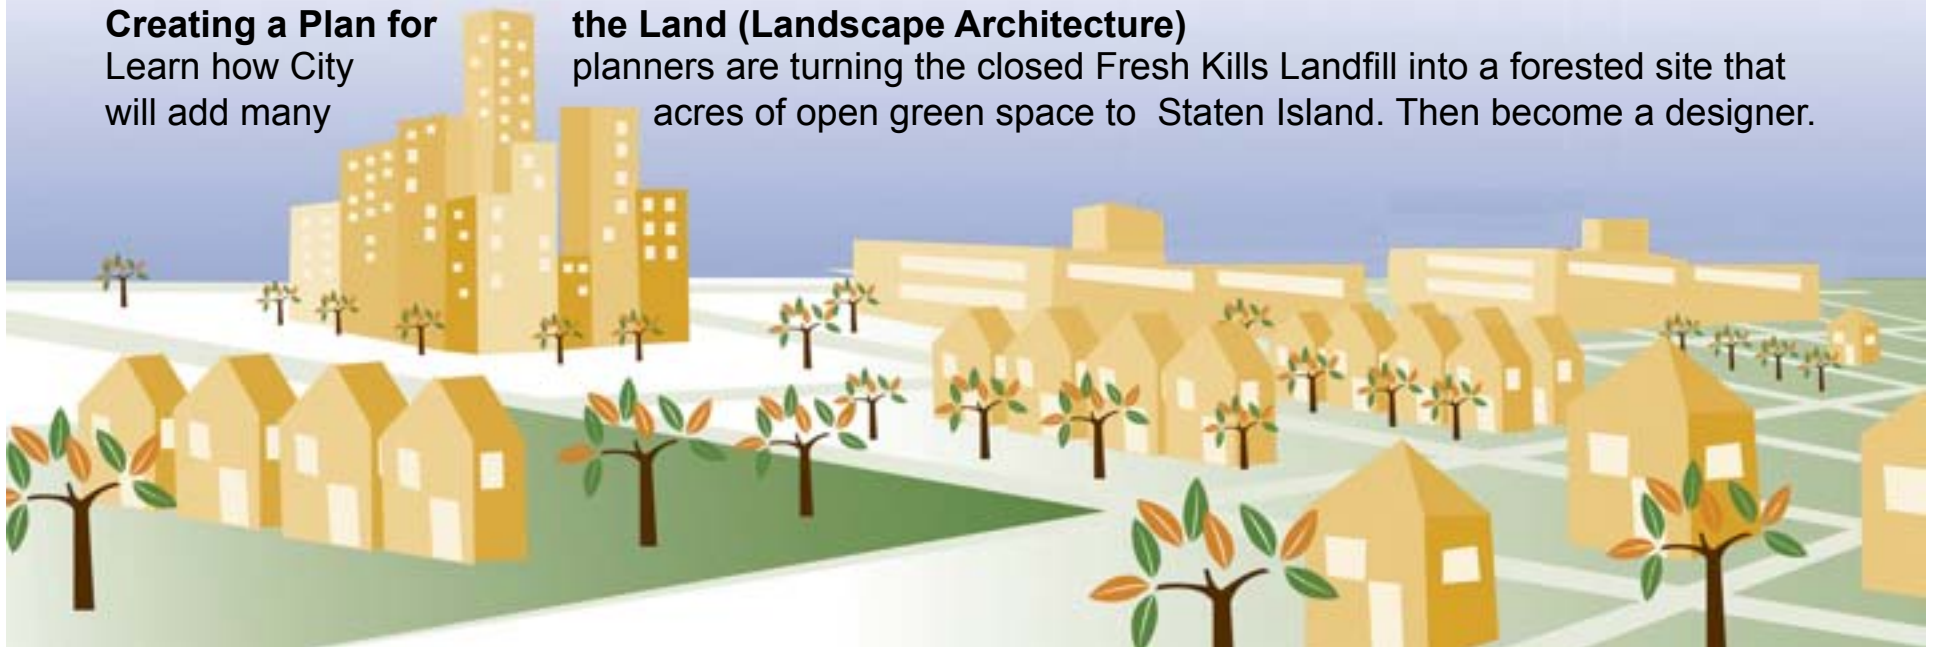 Creating a Plan for the Land (Landscape Architecture)
Learn how City planners are turning the closed Fresh Kills Landfill into a forested site that
will add many acres of open green space to Staten Island. Then become a designer.